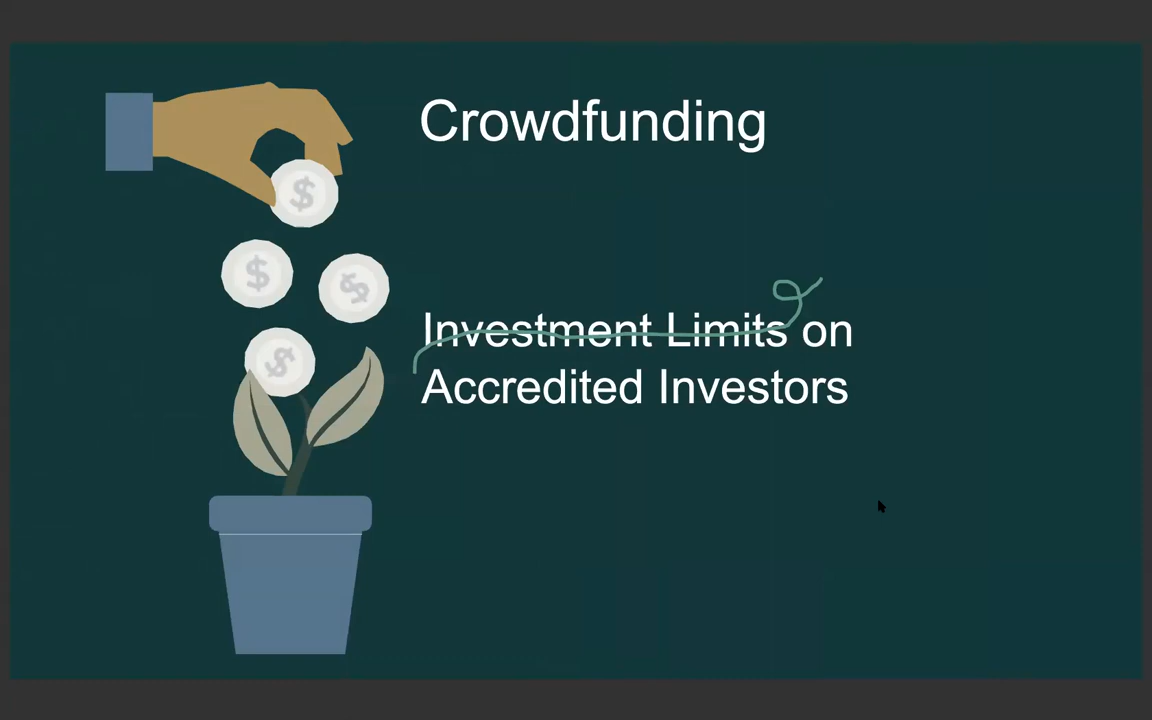 Crowdfunding
Investment Limits on
Accredited Investors
$
$
$
$